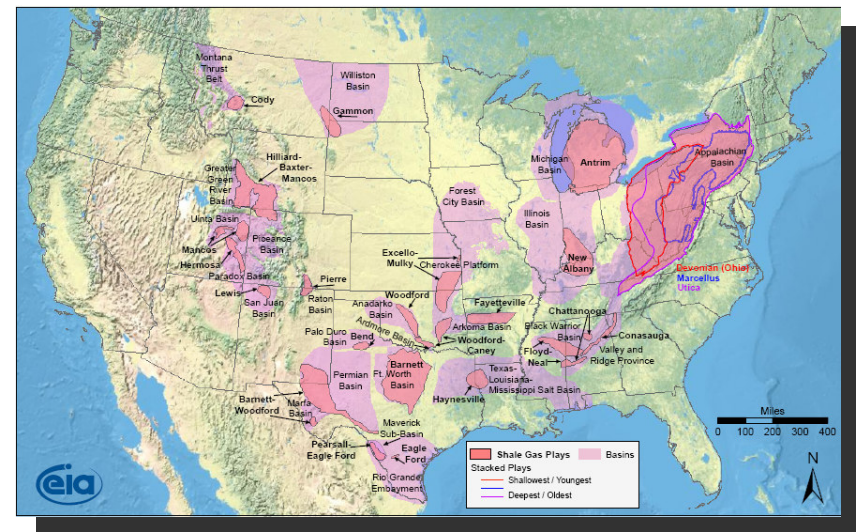 Montana
Thrust
Belt
Cody
Williston
Basin
Gammon
Hilliard-
Baxter-
Mancos
Greater
Green
River
Basin
Uinta Basin
Mancos
Piceance
Basin
Hermosa
Paradox Basin
Lewis
San Juan
Basin
Pierre
Raton
Basin
Michigan
Basin
Antrim
Appalachian
Basin
Forest
City Basin
Illinois
Basin
New
Albany
Excello-
Mulky
Cherokee Platform
Devonian (Ohio)
Marcellus
Utica
Woodford
Anadarko
Basin
Ardmore Basin
Fayetteville
Arkoma Basin
Woodford-
Caney
Chattanooga
Black Warrior
Basin
Conasauga
Floyd-
Neal
Valley and
Ridge Province
Palo Duro
Basin
Bend
Permian
Basin
Barnett
Ft. Worth
Basin
Texas-
Louisiana-
Mississippi Salt Basin
Haynesville
Barnett-
Woodford
Marfa
Basin
Maverick
Sub-Basin
Pearsall-
Eagle Ford
Eagle
Ford
Rio Grande
Embayment
Miles
0 100 200 300 400
N
Shale Gas Plays
Basins
Stacked Plays
Shallowest / Youngest
Deepest / Oldest
eia